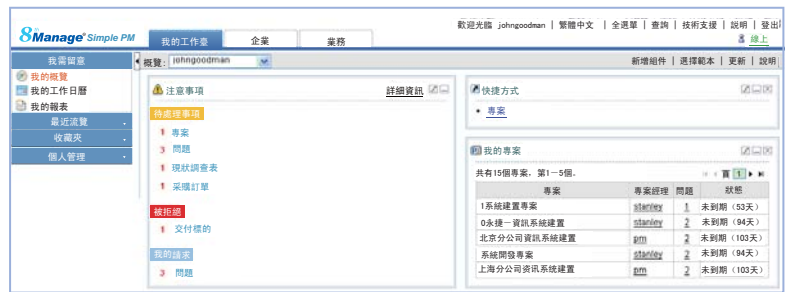 歡迎光臨 johngoodman | 繁體中文 | 全選單 | 查詢 | 技術支援 | 說明 | 登出
8Manage® Simple PM
我的工作臺 企業 業務
線上
我需留意
概覽: johngoodman
新增組件 | 選擇範本 | 更新 | 說明
我的概覽
我的工作日曆
我的報表
最近流覽
收藏夾
個人管理
注意事項 詳細資訊
待處理事項
1 專案
3 問題
1 現狀調查表
1 采購訂單
被拒絕
1 交付標的
我的請求
3 問題
快捷方式
專案
我的專案
共有15個專案，第1－5個.
頁 1
專案 專案經理 問題 狀態
1系統建置專案 stanley 1 未到期（53天）
0永捷－資訊系統建置 stanley 2 未到期（94天）
北京分公司資訊系統建置 pm 2 未到期（103天）
系統開發專案 stanley 2 未到期（94天）
上海分公司资讯系统建置 pm 2 未到期（103天）